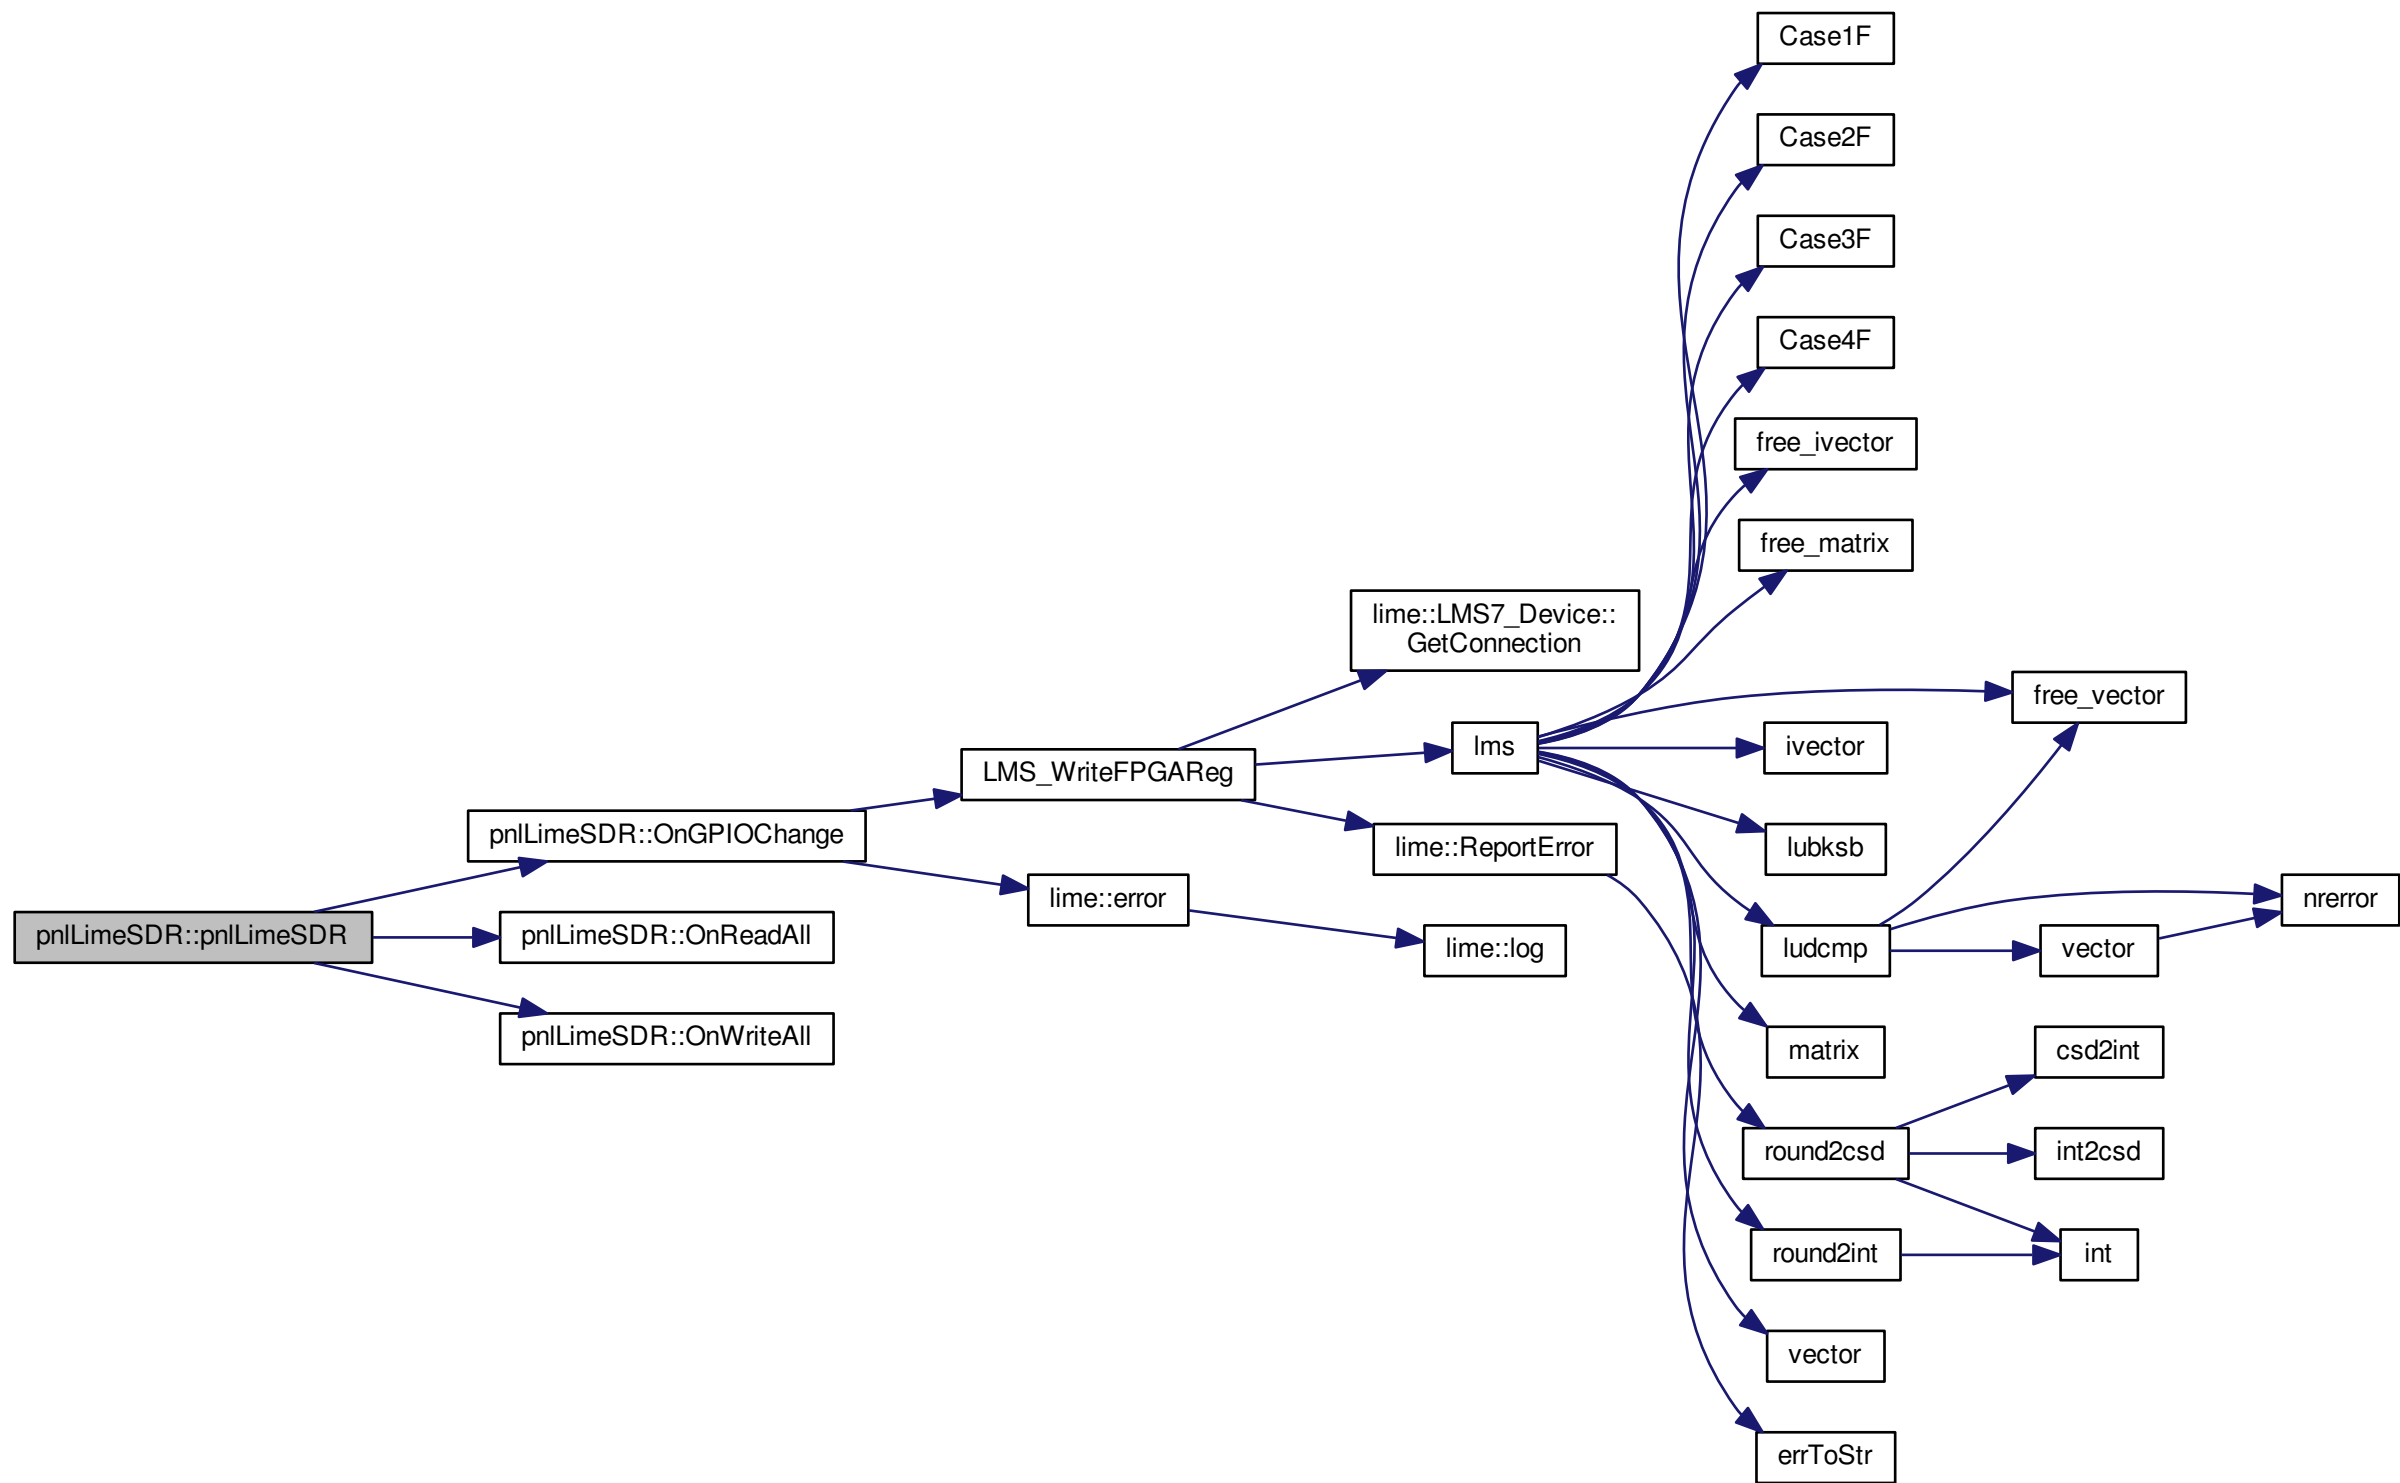 Case1F
Case2F
Case3F
Case4F
free_ivector
free_matrix
lime::LMS7_Device::
GetConnection
free_vector
lms
ivector
LMS_WriteFPGAReg
pnlLimeSDR::OnGPIOChange
lime::ReportError
lubksb
lime::error
nrerror
pnlLimeSDR::pnlLimeSDR
pnlLimeSDR::OnReadAll
lime::log
ludcmp
vector
pnlLimeSDR::OnWriteAll
matrix
csd2int
round2csd
int2csd
round2int
int
vector
errToStr